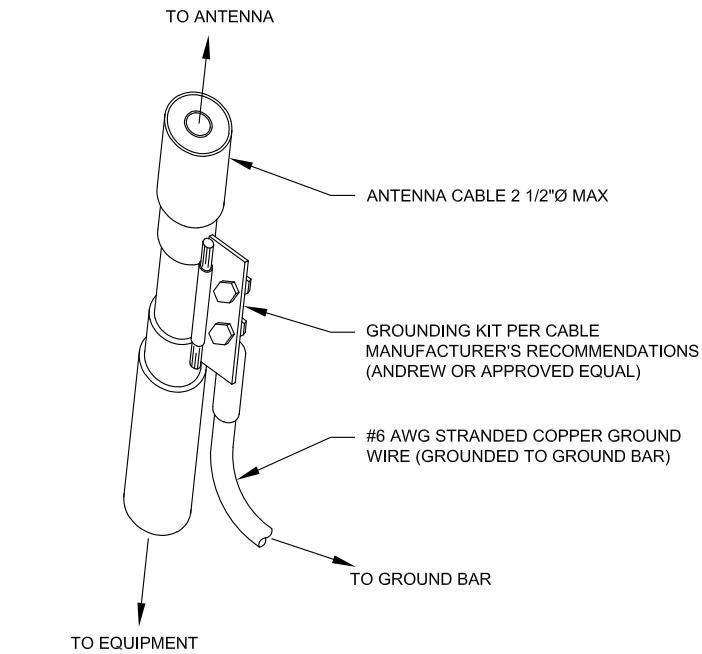 TO ANTENNA
ANTENNA CABLE 2 1/2"Ø MAX
GROUNDING KIT PER CABLE
MANUFACTURER'S RECOMMENDATIONS
(ANDREW OR APPROVED EQUAL)
#6 AWG STRANDED COPPER GROUND
WIRE (GROUNDED TO GROUND BAR)
TO GROUND BAR
TO EQUIPMENT